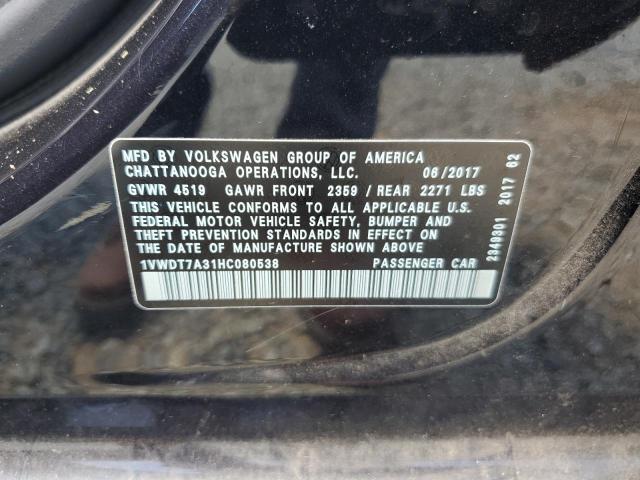 MFD BY VOLKSWAGEN GROUP OF AMERICA
CHATTANOOGA OPERATIONS, LLC. 06/2017
GVWR 4519 GAWR FRONT 2359 / REAR 2271 LBS
THIS VEHICLE CONFORMS TO ALL APPLICABLE U.S.
FEDERAL MOTOR VEHICLE SAFETY, BUMPER AND
THEFT PREVENTION STANDARDS IN EFFECT ON
THE DATE OF MANUFACTURE SHOWN ABOVE
1VWDT7A31HC080538 PASSENGER CAR
2349301 2017 62